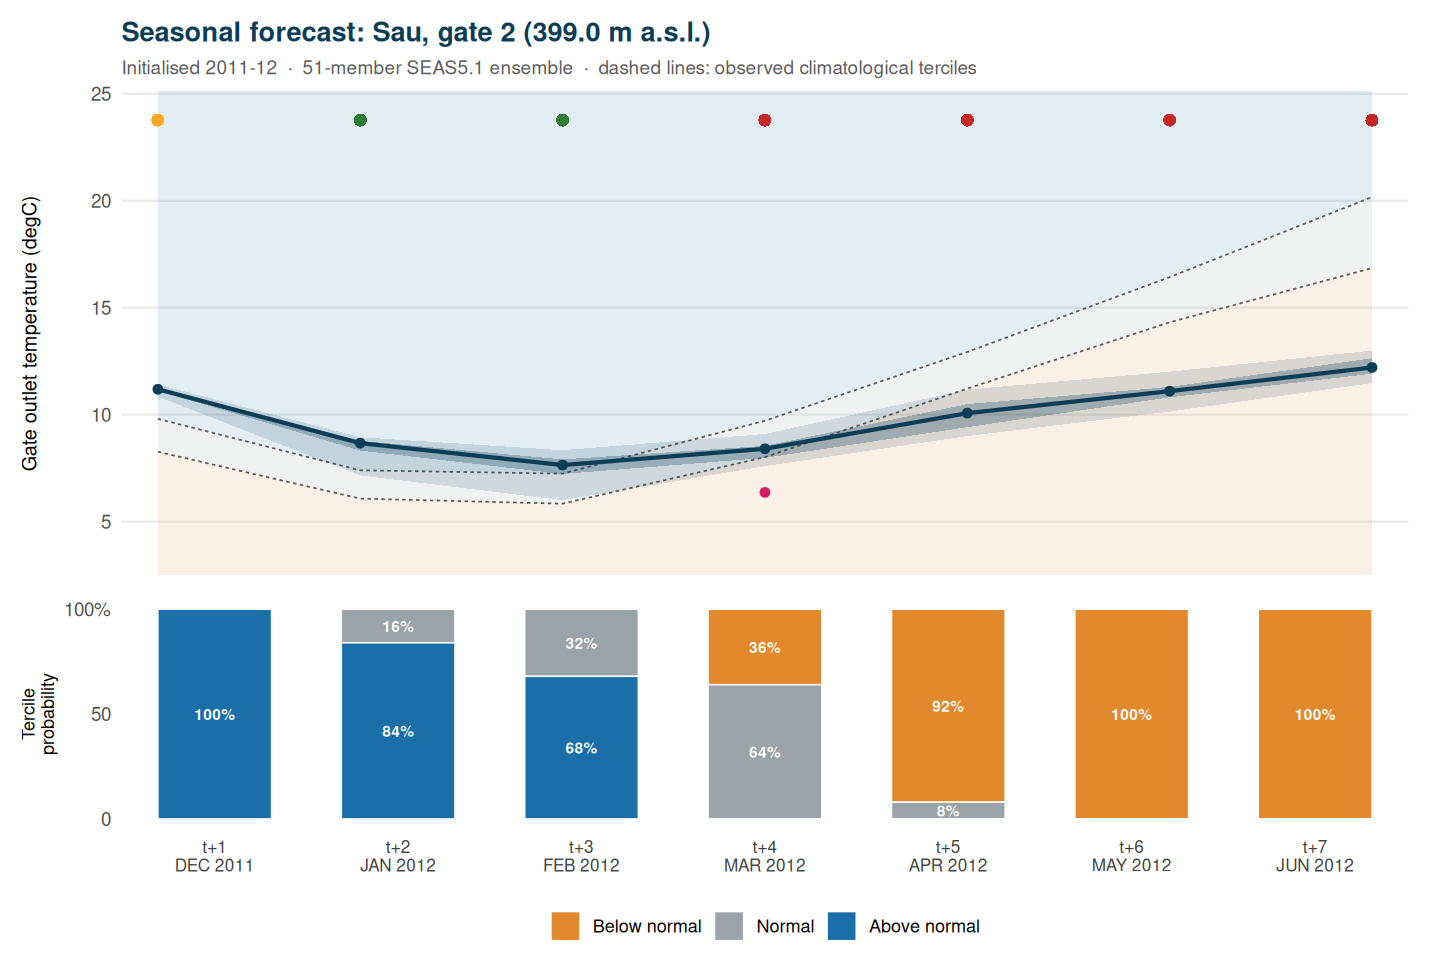 Seasonal forecast: Sau, gate 2 (399.0 m a.s.l.)
Initialised 2011-12 · 51-member SEAS5.1 ensemble · dashed lines: observed climatological terciles
Gate outlet temperature (degC)
25
20
15
10
5
Tercile
probability
100%
50
0
100%
16%
84%
32%
68%
36%
64%
92%
8%
100%
100%
t+1
DEC 2011
t+2
JAN 2012
t+3
FEB 2012
t+4
MAR 2012
t+5
APR 2012
t+6
MAY 2012
t+7
JUN 2012
Below normal
Normal
Above normal